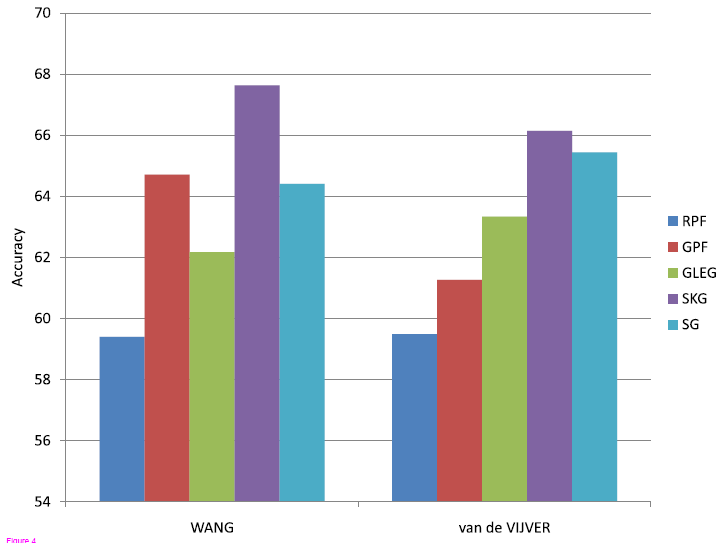 70
68
66
64
62
60
58
56
54
Accuracy
WANG
van de VIJVER
RPF
GPF
GLEG
SKG
SG
Figure 4